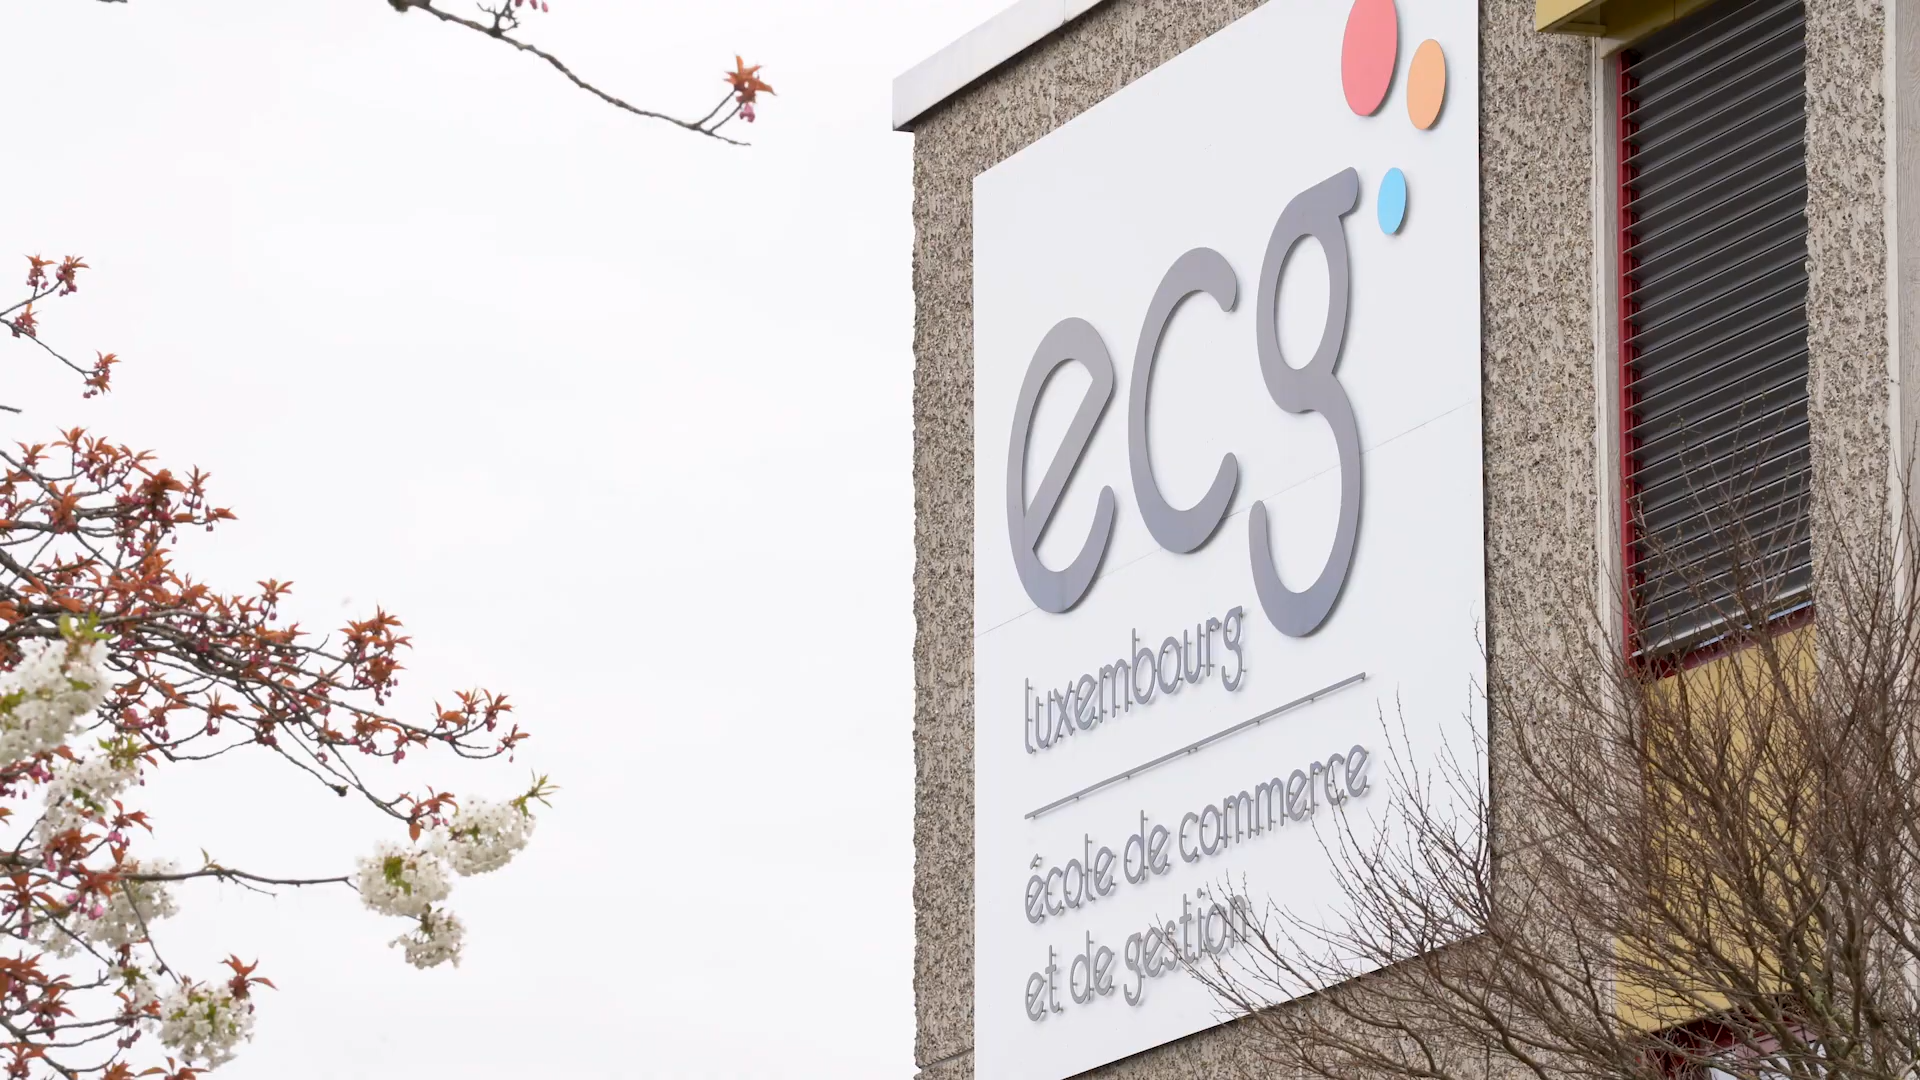 ecg
luxembourg
école de commerce
et de gestion